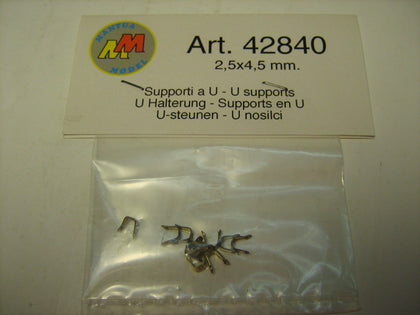 MANTUA
MM
MODEL
Art. 42840
2,5x4,5 mm.
Supporti a U - U supports
U Halterung - Supports en U
U-steunen - U nosilci